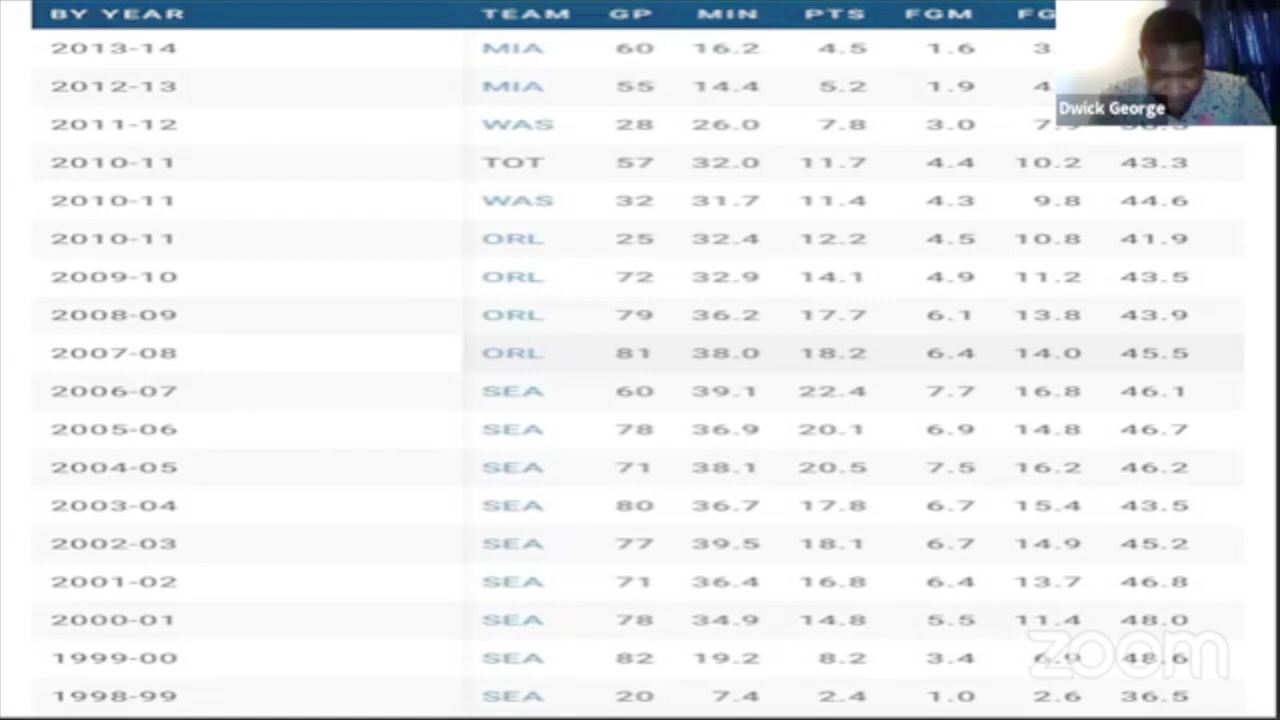 BY YEAR TEAM GP MIN PTS FGM
2013-14 MIA 60 16.2 4.5 1.6
2012-13 MIA 55 14.4 5.2 1.9
Dwick George
2011-12 WAS 28 26.0 7.8 3.0
2010-11 TOT 57 32.0 11.7 4.4 10.2 43.3
2010-11 WAS 32 31.7 11.4 4.3 9.8 44.6
2010-11 ORL 25 32.4 12.2 4.5 10.8 41.9
2009-10 ORL 72 32.9 14.1 4.9 11.2 43.5
2008-09 ORL 79 36.2 17.7 6.1 13.8 43.9
2007-08 ORL 81 38.0 18.2 6.4 14.0 45.5
2006-07 SEA 60 39.1 22.4 7.7 16.8 46.1
2005-06 SEA 78 36.9 20.1 6.9 14.8 46.7
2004-05 SEA 71 38.1 20.5 7.5 16.2 46.2
2003-04 SEA 80 36.7 17.8 6.7 15.4 43.5
2002-03 SEA 77 39.5 18.1 6.7 14.9 45.2
2001-02 SEA 71 36.4 16.8 6.4 13.7 46.8
2000-01 SEA 78 34.9 14.8 5.5 11.4 48.0
1999-00 SEA 82 19.2 8.2 3.4 6.9 48.6
zoom
1998-99 SEA 20 7.4 2.4 1.0 2.6 36.5